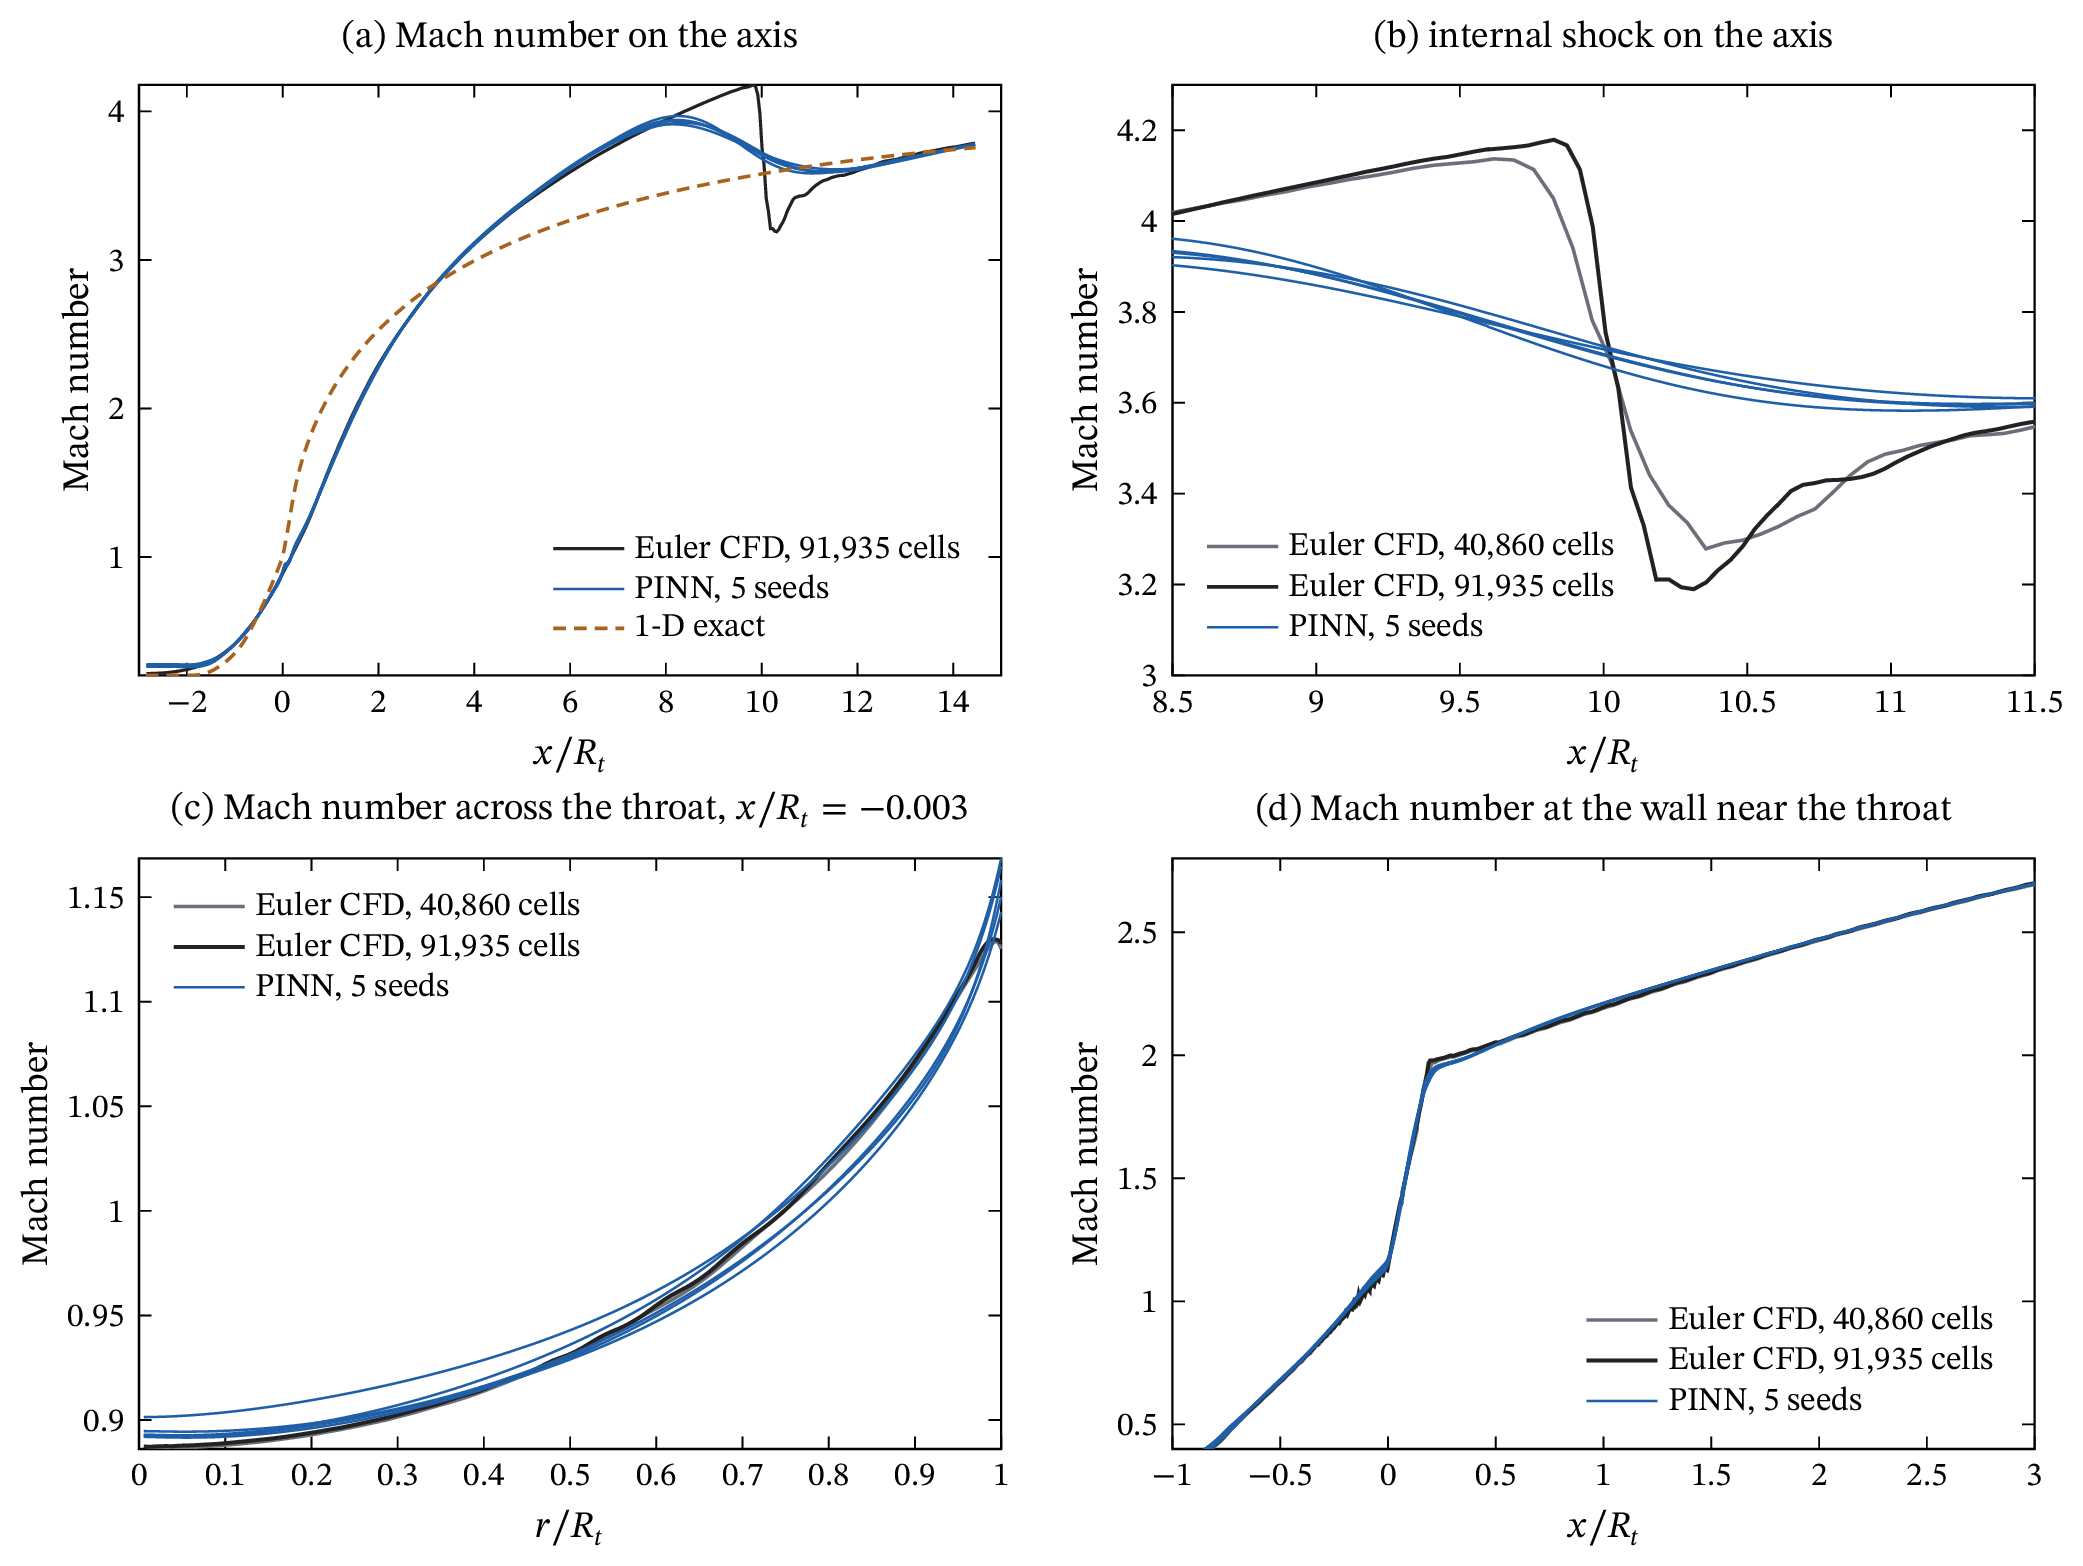 (a) Mach number on the axis
Mach number
4
3
2
1
−2 0 2 4 6 8 10 12 14
x/Rt
Euler CFD, 91,935 cells
PINN, 5 seeds
1-D exact
(b) internal shock on the axis
Mach number
4.2
4
3.8
3.6
3.4
3.2
3
8.5 9 9.5 10 10.5 11 11.5
x/Rt
Euler CFD, 40,860 cells
Euler CFD, 91,935 cells
PINN, 5 seeds
(c) Mach number across the throat, x/Rt = −0.003
Mach number
1.15
1.1
1.05
1
0.95
0.9
0 0.1 0.2 0.3 0.4 0.5 0.6 0.7 0.8 0.9 1
r/Rt
Euler CFD, 40,860 cells
Euler CFD, 91,935 cells
PINN, 5 seeds
(d) Mach number at the wall near the throat
Mach number
2.5
2
1.5
1
0.5
−1 −0.5 0 0.5 1 1.5 2 2.5 3
x/Rt
Euler CFD, 40,860 cells
Euler CFD, 91,935 cells
PINN, 5 seeds